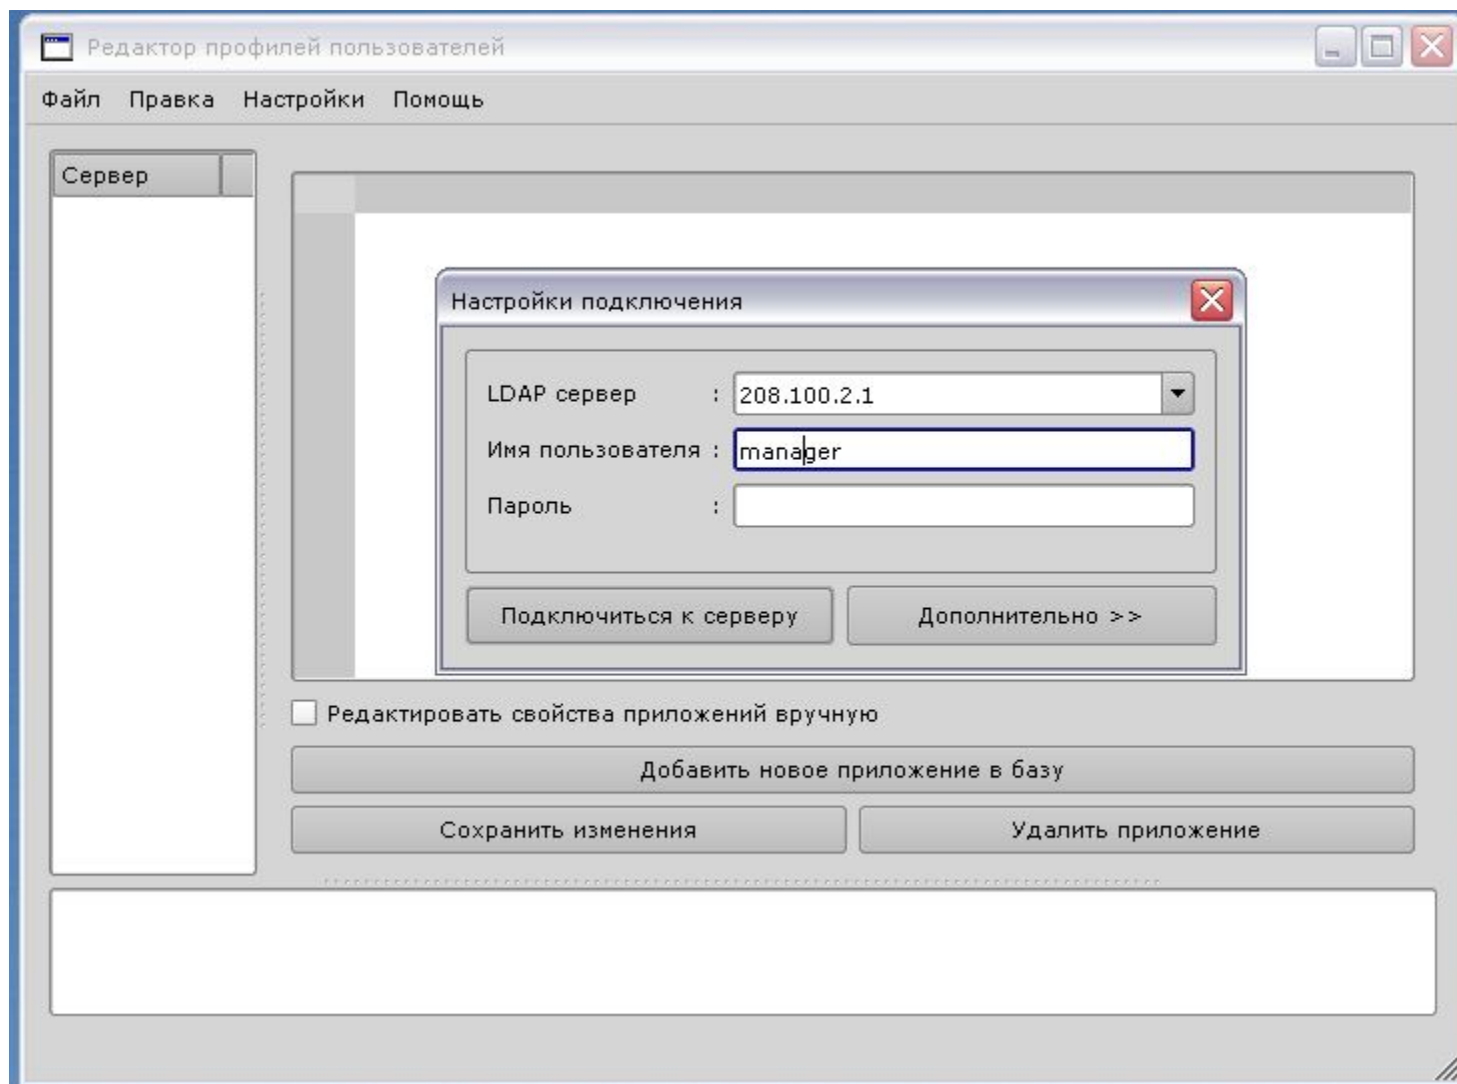 Редактор профилей пользователей
Файл Правка Настройки Помощь
Сервер
Настройки подключения
LDAP сервер : 208.100.2.1
Имя пользователя : manager
Пароль :
Подключиться к серверу Дополнительно >>
Редактировать свойства приложений вручную
Добавить новое приложение в базу
Сохранить изменения Удалить приложение